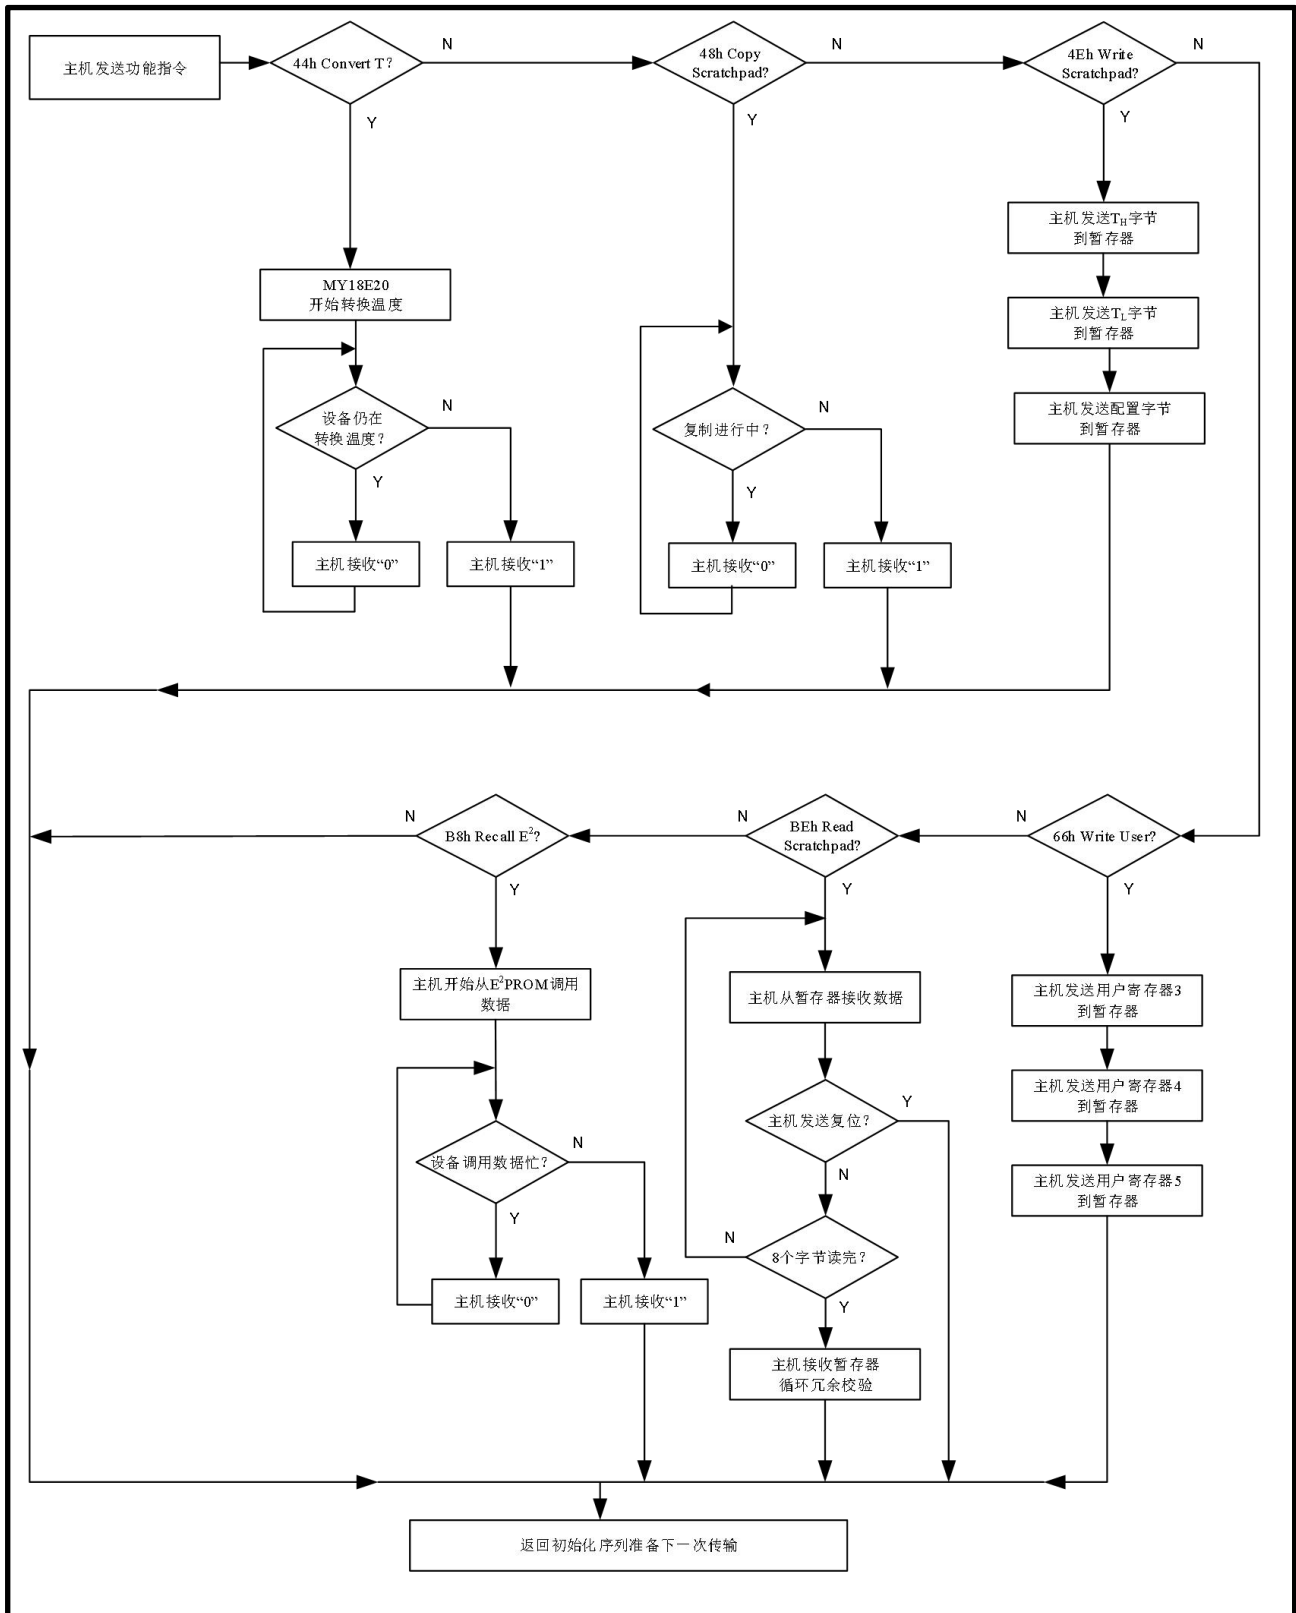 主机发送功能指令
44h Convert T?
N
Y
48h Copy
Scratchpad?
N
Y
4Eh Write
Scratchpad?
N
Y
主机发送TH字节
到暂存器
主机发送TL字节
到暂存器
主机发送配置字节
到暂存器
MY18E20
开始转换温度
设备仍在
转换温度?
N
Y
主机接收“0”
主机接收“1”
复制进行中?
N
Y
主机接收“0”
主机接收“1”
66h Write User?
N
Y
BEh Read
Scratchpad?
N
Y
B8h Recall E²?
N
Y
主机开始从E²PROM调用
数据
设备调用数据忙?
N
Y
主机接收“0”
主机接收“1”
主机从暂存器接收数据
主机发送复位?
Y
N
8个字节读完?
N
Y
主机接收暂存器
循环冗余校验
主机发送用户寄存器3
到暂存器
主机发送用户寄存器4
到暂存器
主机发送用户寄存器5
到暂存器
返回初始化序列准备下一次传输